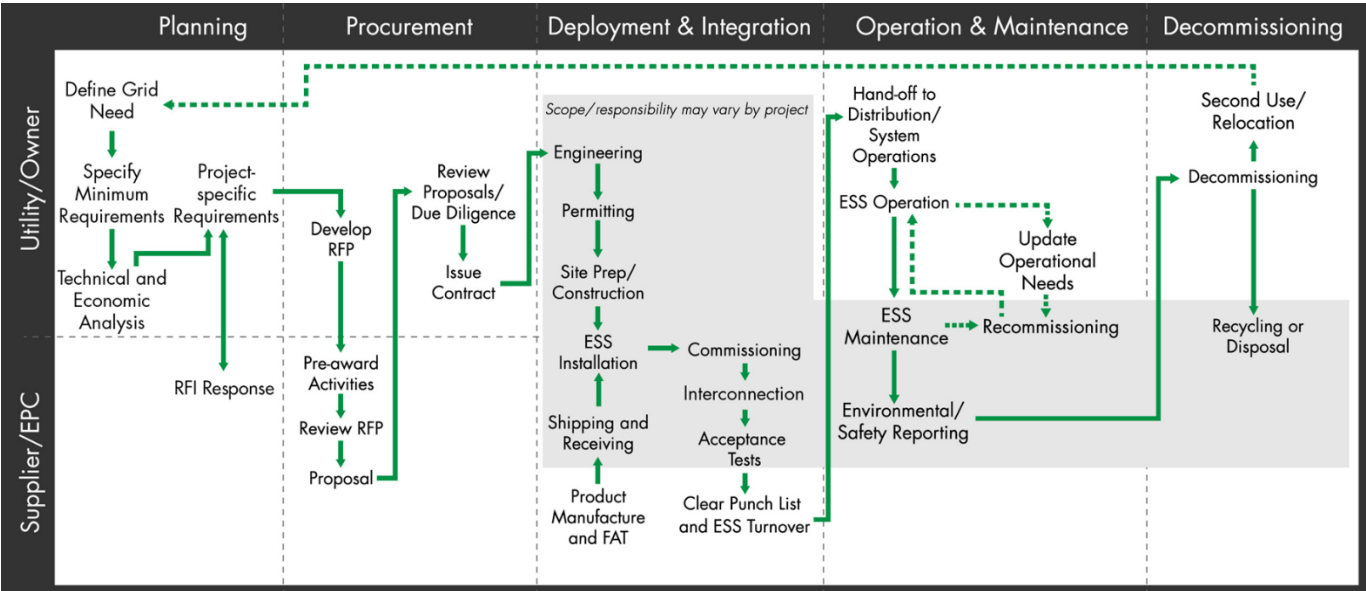 Planning
Procurement
Deployment & Integration
Operation & Maintenance
Decommissioning
Utility/Owner
Supplier/EPC
Define Grid
Need
Specify
Minimum
Requirements
Technical and
Economic
Analysis
Project-
specific
Requirements
RFI Response
Develop
RFP
Pre-award
Activities
Review RFP
Proposal
Review
Proposals/
Due Diligence
Issue
Contract
Scope/responsibility may vary by project
Engineering
Permitting
Site Prep/
Construction
ESS
Installation
Shipping and
Receiving
Product
Manufacture
and FAT
Commissioning
Interconnection
Acceptance
Tests
Clear Punch List
and ESS Turnover
Hand-off to
Distribution/
System
Operations
ESS Operation
Update
Operational
Needs
ESS
Maintenance
Recommissioning
Environmental/
Safety Reporting
Second Use/
Relocation
Decommissioning
Recycling or
Disposal